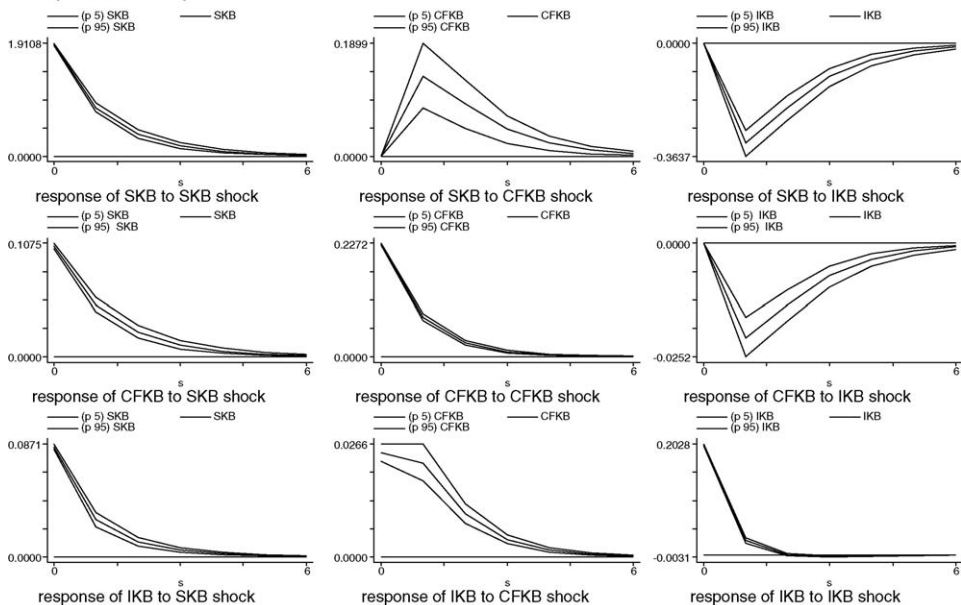 (p 5) SKB SKB
(p 95) SKB
1.9108
0.0000
0 6
s
response of SKB to SKB shock
(p 5) CFKB CFKB
(p 95) CFKB
0.1899
0.0000
0 6
s
response of SKB to CFKB shock
(p 5) IKB IKB
(p 95) IKB
0.0000
-0.3637
0 6
s
response of SKB to IKB shock
(p 5) SKB SKB
(p 95) SKB
0.1075
0.0000
0 6
s
response of CFKB to SKB shock
(p 5) CFKB CFKB
(p 95) CFKB
0.2272
0.0000
0 6
s
response of CFKB to CFKB shock
(p 5) IKB IKB
(p 95) IKB
0.0000
-0.0252
0 6
s
response of CFKB to IKB shock
(p 5) SKB SKB
(p 95) SKB
0.0871
0.0000
0 6
s
response of IKB to SKB shock
(p 5) CFKB CFKB
(p 95) CFKB
0.0266
0.0000
0 6
s
response of IKB to CFKB shock
(p 5) IKB IKB
(p 95) IKB
0.2028
-0.0031
0 6
s
response of IKB to IKB shock